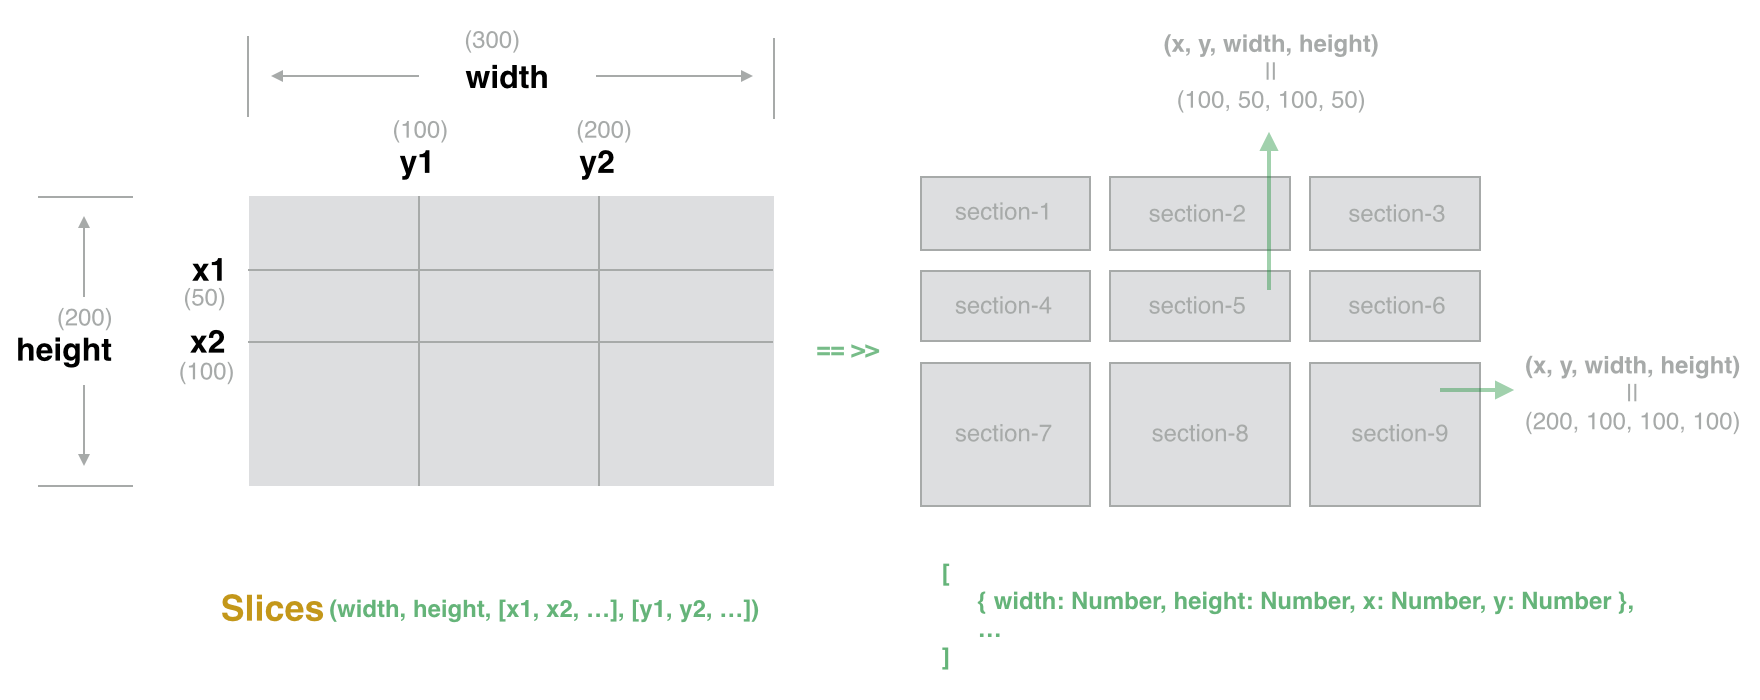 (300)
width
(100)
(200)
y1
y2
x1
(50)
(200)
height
x2
(100)
== >>
(x, y, width, height)
||
(100, 50, 100, 50)
section-1
section-2
section-3
section-4
section-5
section-6
section-7
section-8
section-9
(x, y, width, height)
||
(200, 100, 100, 100)
Slices (width, height, [x1, x2, ...], [y1, y2, ...])
[
{ width: Number, height: Number, x: Number, y: Number },
...
]